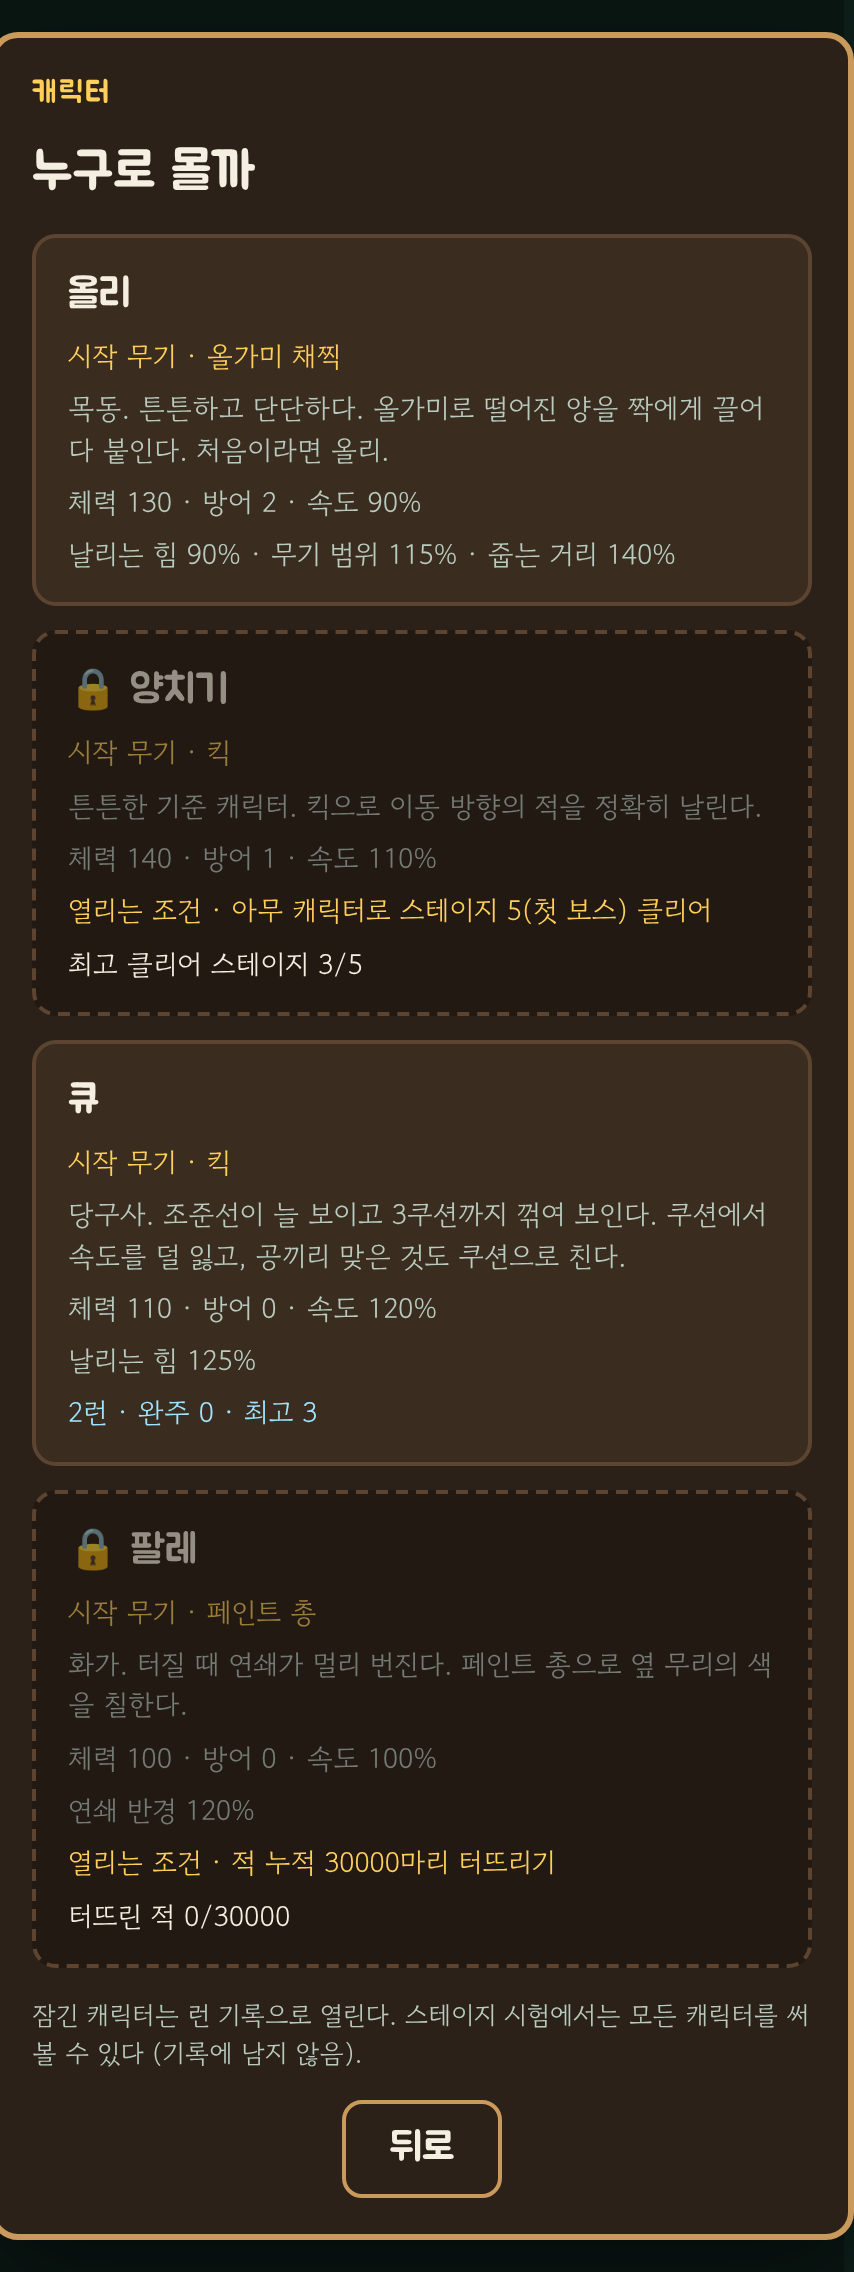 캐릭터
누구로 몰까
올리
시작 무기 · 올가미 채찍
목동. 튼튼하고 단단하다. 올가미로 떨어진 양을 짝에게 끌어
다 붙인다. 처음이라면 올리.
체력 130 · 방어 2 · 속도 90%
날리는 힘 90% · 무기 범위 115% · 줍는 거리 140%
🔒 양치기
시작 무기 · 킥
튼튼한 기준 캐릭터. 킥으로 이동 방향의 적을 정확히 날린다.
체력 140 · 방어 1 · 속도 110%
열리는 조건 · 아무 캐릭터로 스테이지 5(첫 보스) 클리어
최고 클리어 스테이지 3/5
큐
시작 무기 · 킥
당구사. 조준선이 늘 보이고 3쿠션까지 꺾여 보인다. 쿠션에서
속도를 덜 잃고, 공끼리 맞은 것도 쿠션으로 친다.
체력 110 · 방어 0 · 속도 120%
날리는 힘 125%
2런 · 완주 0 · 최고 3
🔒 팔레
시작 무기 · 페인트 총
화가. 터질 때 연쇄가 멀리 번진다. 페인트 총으로 옆 무리의 색
을 칠한다.
체력 100 · 방어 0 · 속도 100%
연쇄 반경 120%
열리는 조건 · 적 누적 30000마리 터뜨리기
터뜨린 적 0/30000
잠긴 캐릭터는 런 기록으로 열린다. 스테이지 시험에서는 모든 캐릭터를 써
볼 수 있다 (기록에 남지 않음).
뒤로